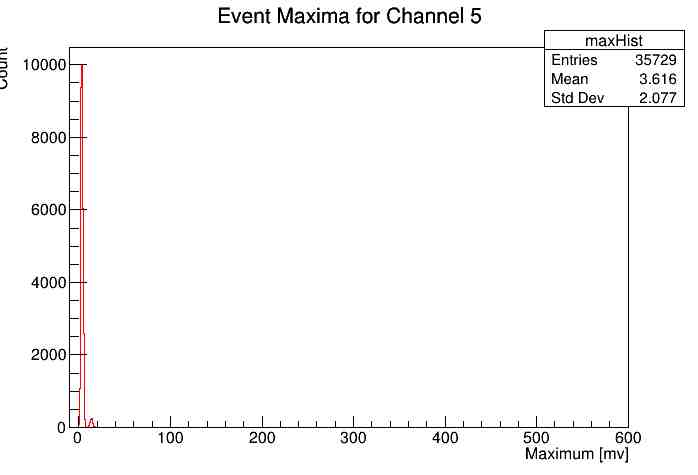 Event Maxima for Channel 5
maxHist
Entries 35729
Mean 3.616
Std Dev 2.077
Count
10000
8000
6000
4000
2000
0
0 100 200 300 400 500 600
Maximum [mv]